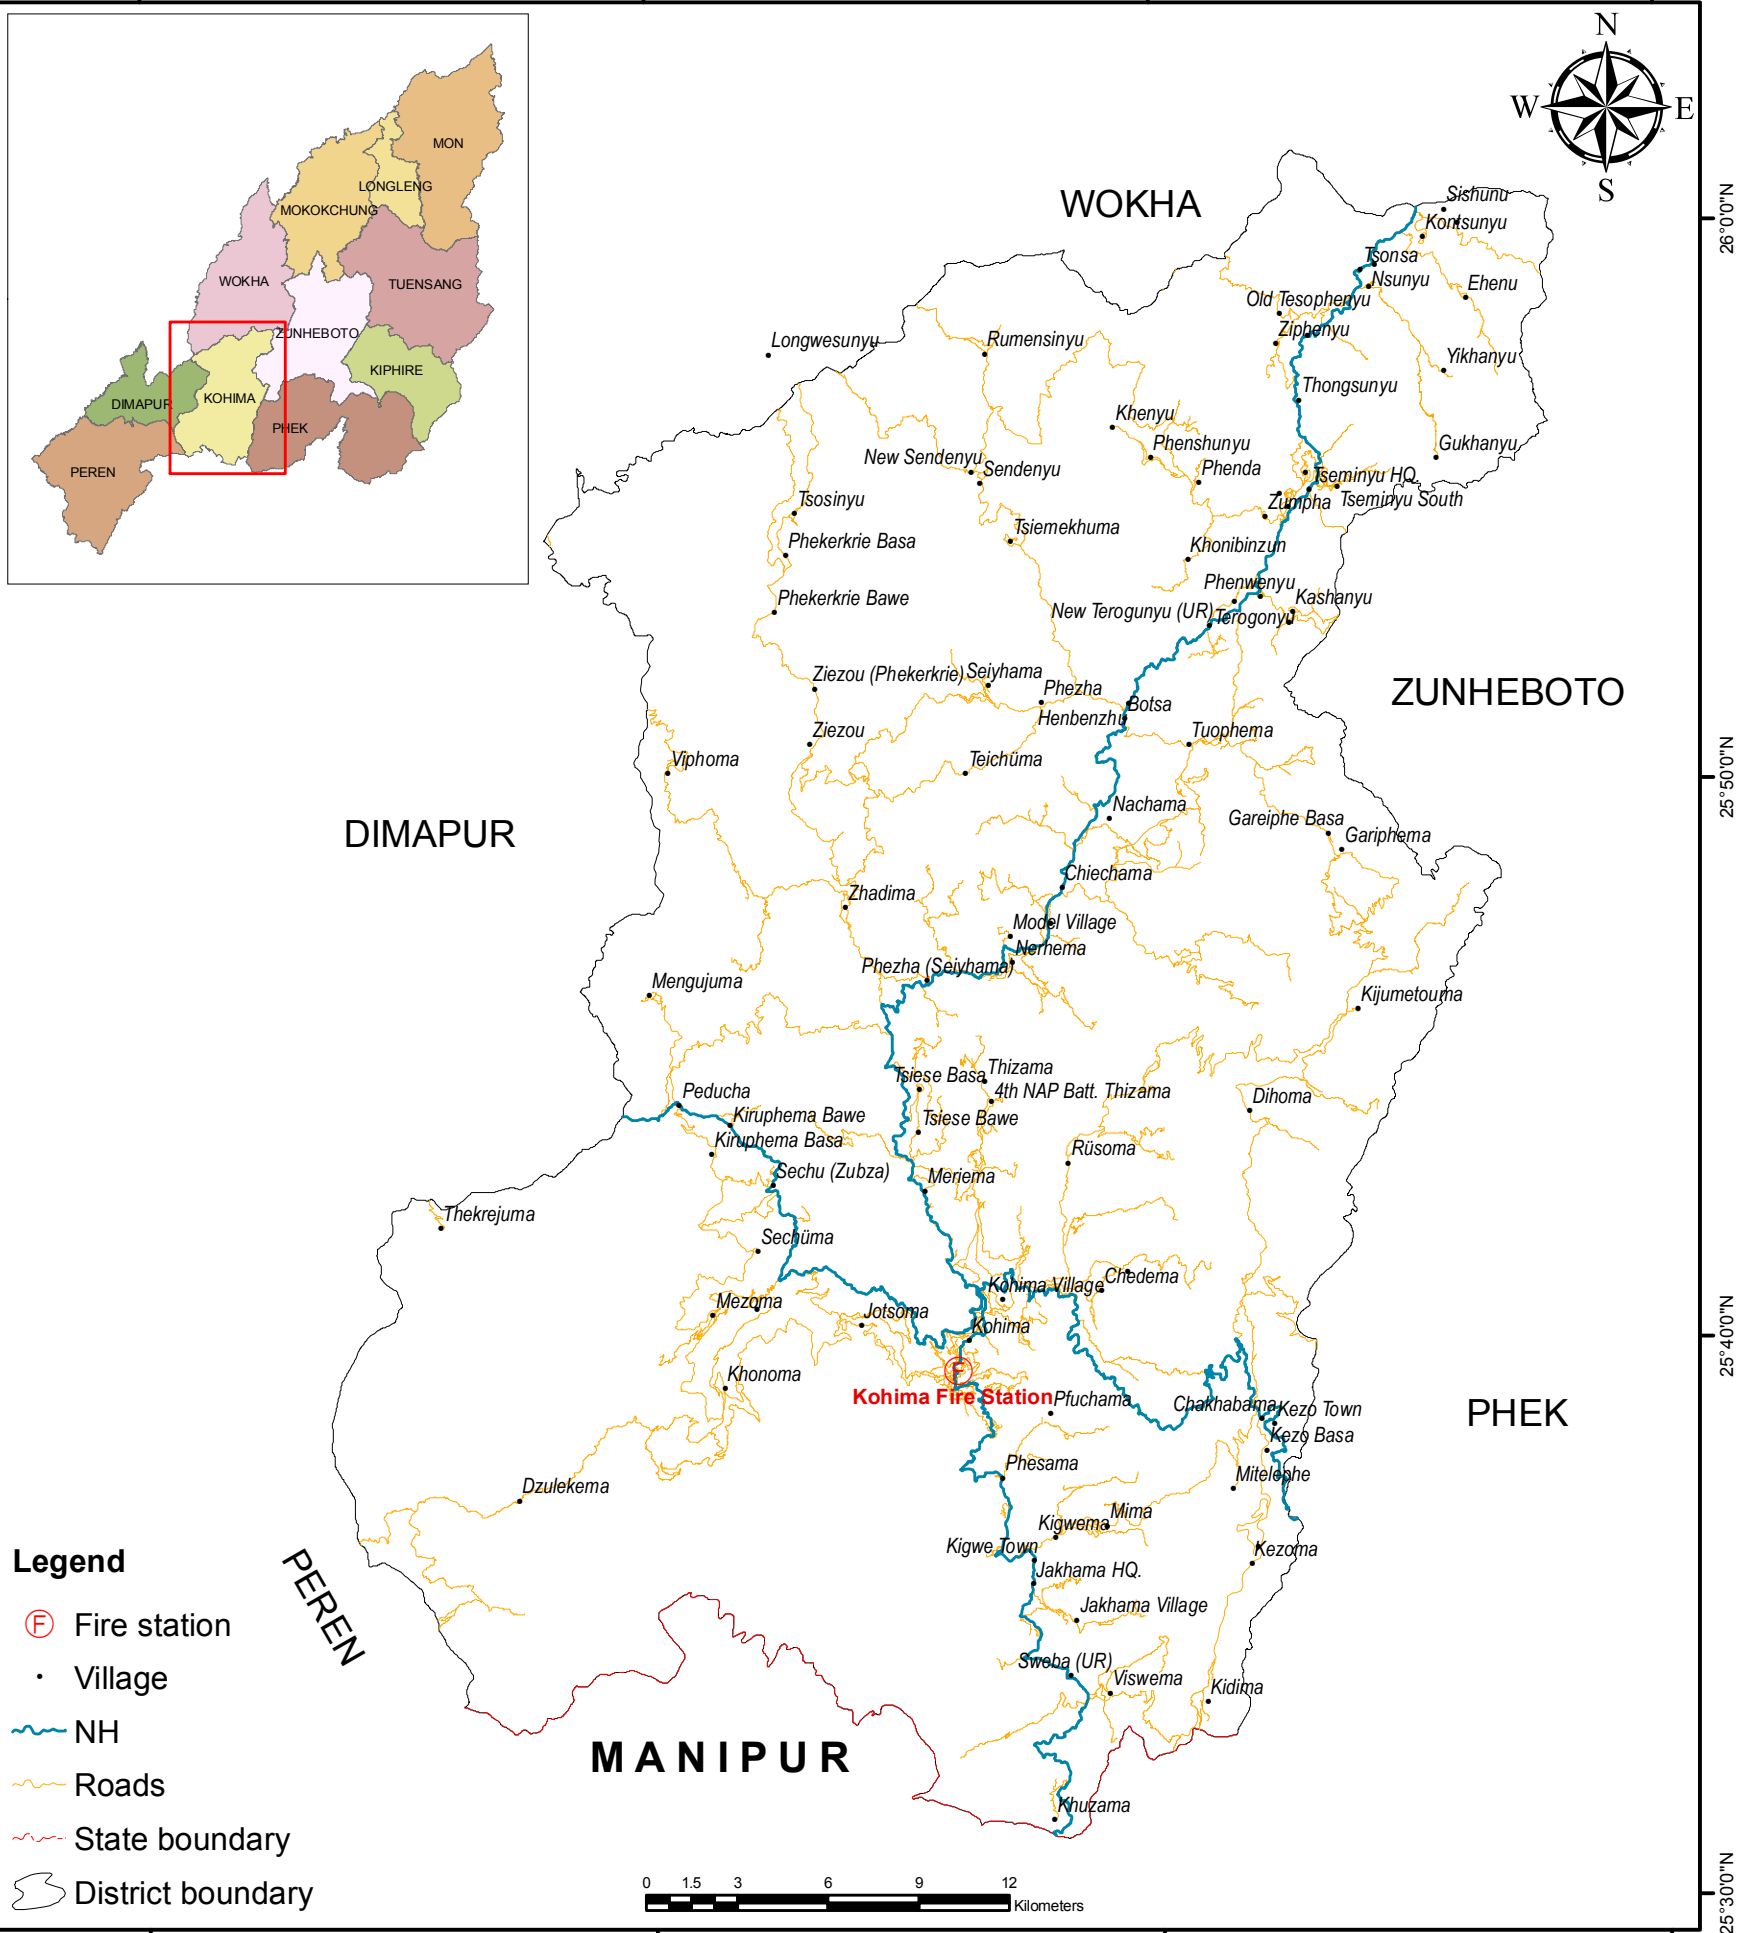 N
W
E
S
MON
LONGLENG
MOKOKCHUNG
WOKHA
TUENSANG
ZUNHEBOTO
KIPHIRE
DIMAPUR
KOHIMA
PHEK
PEREN
WOKHA
Sishunu
Kontsunyu
26°0'0"N
Tsonsa
Nsunyu
Ehenu
Old Tesophenyu
Ziphenyu
Longwesunyu
Rumensinyu
Yikhanyu
Thongsunyu
Khenyu
Phenshunyu
Gukhanyu
New Sendenyu
Sendenyu
Phenda
Tseminyu HQ.
Tsosinyu
Zumpha
Tseminyu South
Tsiemekhuma
Phekerkrie Basa
Khonibinzun
Phenwenyu
Phekerkrie Bawe
Kashanyu
New Terogunyu (UR)
Terogonyu
Ziezou (Phekerkrie)
Seiyhama
Phezha
ZUNHEBOTO
Henbenzhu
Botsa
Ziezou
Tuophema
Viphoma
Teichüma
25°50'0"N
Nachama
DIMAPUR
Gareiphe Basa
Gariphema
Chiechama
Zhadima
Model Village
Nerhema
Phezha (Seiyhama)
Mengujuma
Kijumetouma
Thizama
Tsiese Basa
4th NAP Batt. Thizama
Peducha
Dihoma
Kiruphema Bawe
Tsiese Bawe
Kiruphema Basa
Rüsoma
Sechu (Zubza)
Meriema
Thekrejuma
Sechüma
Chedema
Kohima Village
Mezoma
Jotsoma
Kohima
25°40'0"N
F
Khonoma
Kohima Fire Station
Pfuchama
Chakhabama
Kezo Town
PHEK
Kezo Basa
Phesama
Mitelephe
Dzulekema
Mima
Kigwema
Kigwe Town
Kezoma
Jakhama HQ.
Jakhama Village
PEREN
Sweba (UR)
Viswema
Kidima
MANIPUR
Khuzama
Legend
F Fire station
Village
NH
Roads
State boundary
District boundary
0 1.5 3 6 9 12
Kilometers
25°30'0"N